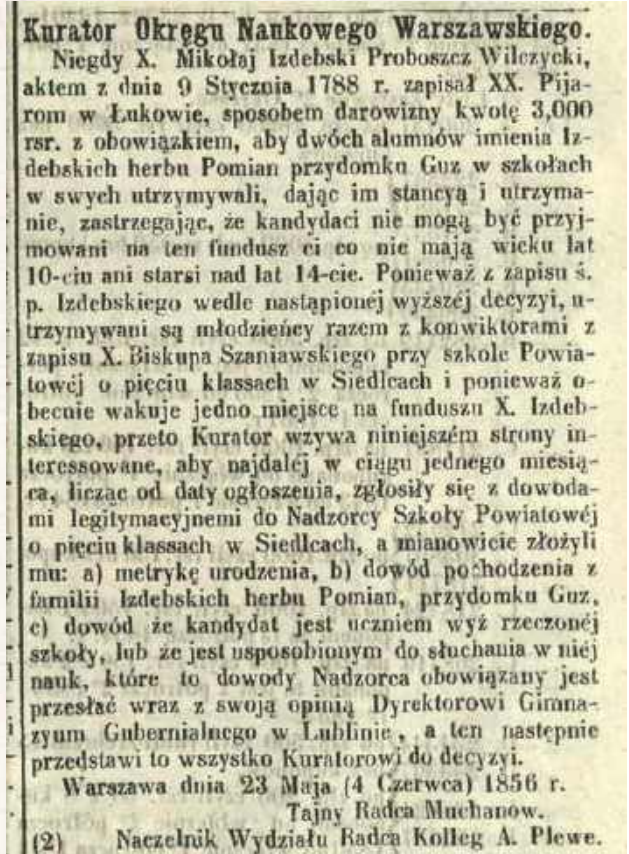 Kurator Okręgu Naukowego Warszawskiego.
Niegdy X. Mikołaj Izdebski Proboszcz Wilczycki,
aktem z dnia 9 Stycznia 1788 r. zapisał XX. Pija-
rom w Łukowie, sposobem darowizny kwotę 3,000
rsr. z obowiązkiem, aby dwóch alumnów imienia Iz-
debskich herbu Pomian przydomku Guz w szkołach
w swych utrzymywali, dając im stancyą i utrzyma-
nie, zastrzegając, że kandydaci nie mogą być przyj-
mowani na ten fundusz ci co nie mają wieku lat
10-ciu ani starsi nad lat 14-cie. Ponieważ z zapisu ś.
p. Izdebskiego wedle nastąpionéj wyższéj decyzyi, u-
trzymywani są młodzieńcy razem z konwiktorami z
zapisu X. Biskupa Szaniawskiego przy szkole Powia-
towéj o pięciu klassach w Siedlcach i ponieważ o-
becnie wakuje jedno miejsce na funduszu X. Izdeb-
skiego, przeto Kurator wzywa niniejszém strony in-
teressowane, aby najdaléj w ciągu jednego miesią-
ca, licząc od daty ogłoszenia, zgłosiły się z dowoda-
mi legitymacyjnemi do Nadzorcy Szkoły Powiatowéj
o pięciu klassach w Siedlcach, a mianowicie złożyli
mu: a) metrykę urodzenia, b) dowód pochodzenia z
familii Izdebskich herbu Pomian, przydomku Guz,
c) dowód że kandydat jest uczniem wyż rzeczonéj
szkoły, lub że jest usposobionym do słuchania w niéj
nauk, które to dowody Nadzorca obowiązany jest
przesłać wraz z swoją opinią Dyrektorowi Gimna-
zyum Gubernialnego w Lublinie, a ten następnie
przedstawi to wszystko Kuratorowi do decyzyi.
Warszawa dnia 23 Maja (4 Czerwca) 1856 r.
Tajny Radca Muchanow.
(2) Naczelnik Wydziału Radca Kolleg A. Plewe.